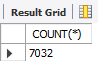 Result Grid
COUNT(*)
7032